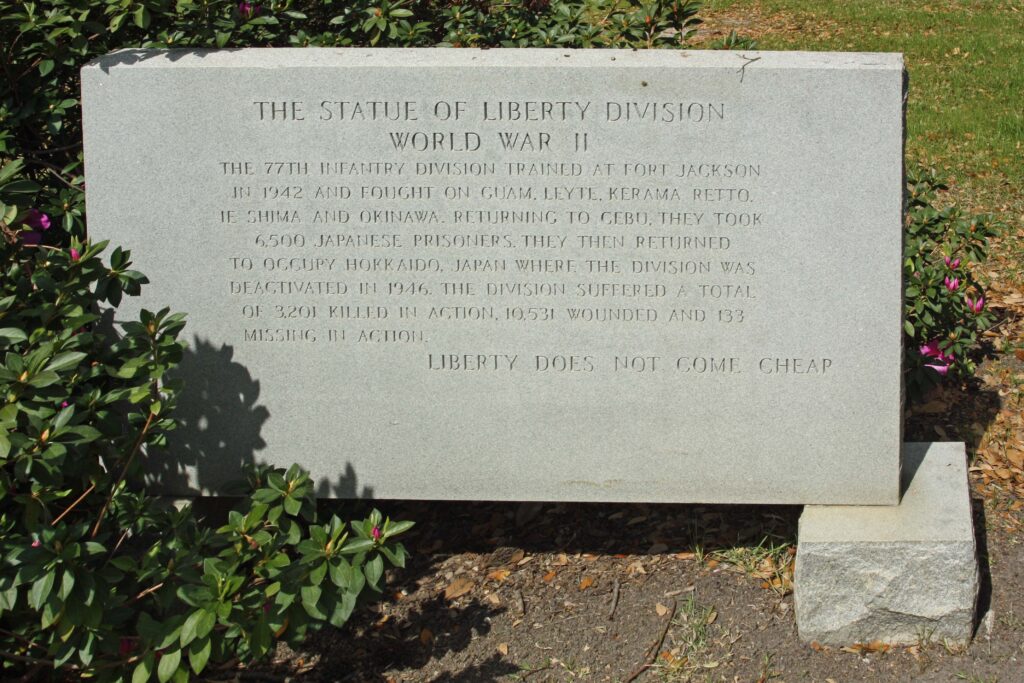 THE STATUE OF LIBERTY DIVISION
WORLD WAR II
THE 77TH INFANTRY DIVISION TRAINED AT FORT JACKSON
IN 1942 AND FOUGHT ON GUAM, LEYTE, KERAMA RETTO,
IE SHIMA AND OKINAWA. RETURNING TO CEBU, THEY TOOK
6,500 JAPANESE PRISONERS. THEY THEN RETURNED
TO OCCUPY HOKKAIDO, JAPAN WHERE THE DIVISION WAS
DEACTIVATED IN 1946. THE DIVISION SUFFERED A TOTAL
OF 3,201 KILLED IN ACTION, 10,531 WOUNDED AND 133
MISSING IN ACTION.
LIBERTY DOES NOT COME CHEAP